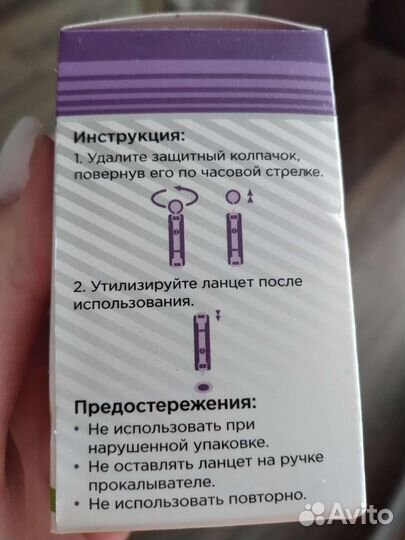 Инструкция:
1. Удалите защитный колпачок,
повернув его по часовой стрелке.
2. Утилизируйте ланцет после
использования.
Предостережения:
• Не использовать при
нарушенной упаковке.
• Не оставлять ланцет на ручке
прокалывателе.
• Не использовать повторно.
Avito